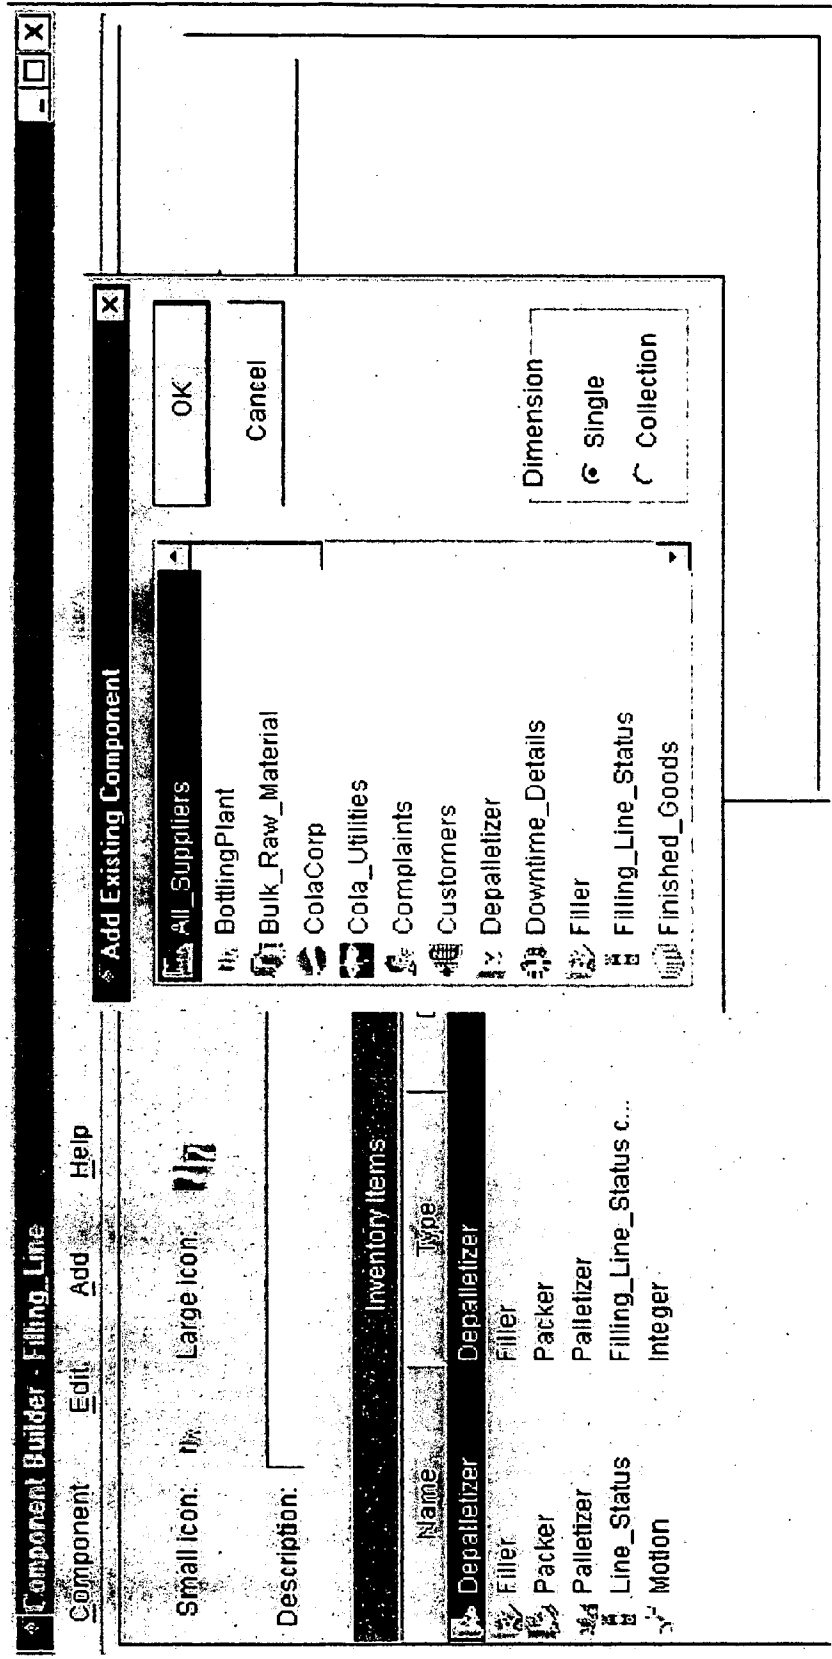 Component Builder - Filling_Line
Component Edit Add Help
Small Icon: Large Icon:
Description:
Inventory Items
Name Type
Depalletizer Depalletizer
Filler Filler
Packer Packer
Palletizer Palletizer
Line_Status Filling_Line_Status c...
Motion Integer
Add Existing Component
All_Suppliers
BottlingPlant
Bulk_Raw_Material
ColaCorp
Cola_Utilities
Complaints
Customers
Depalletizer
Downtime_Details
Filler
Filling_Line_Status
Finished_Goods
OK
Cancel
Dimension
Single
Collection